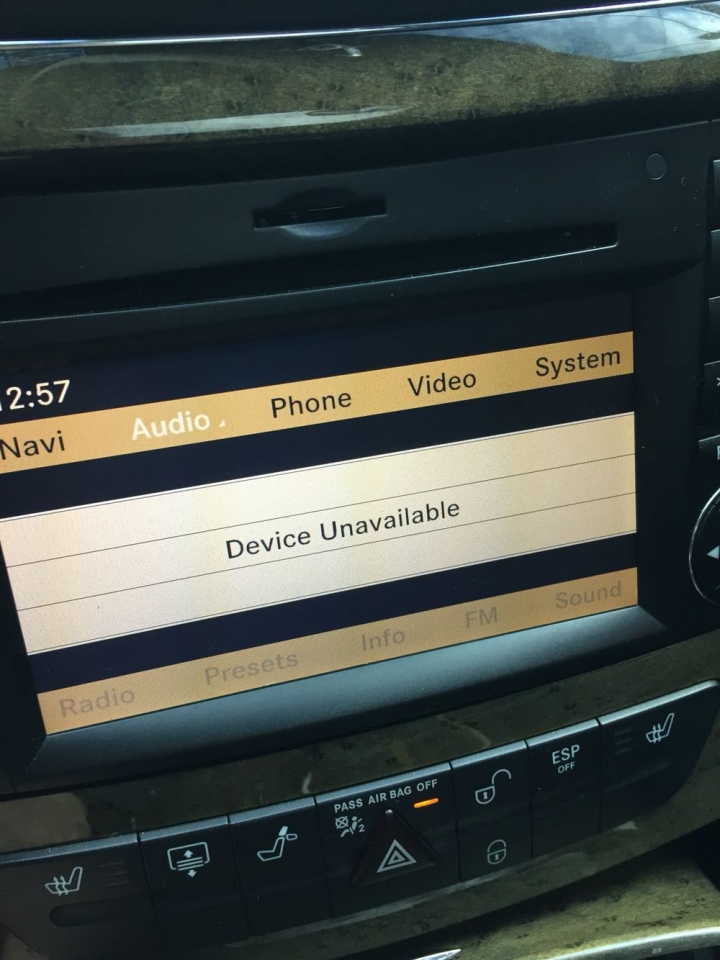 2:57
Navi Audio Phone Video System
Device Unavailable
Radio Presets Info FM Sound
PASS AIR BAG OFF
2
ESP
OFF